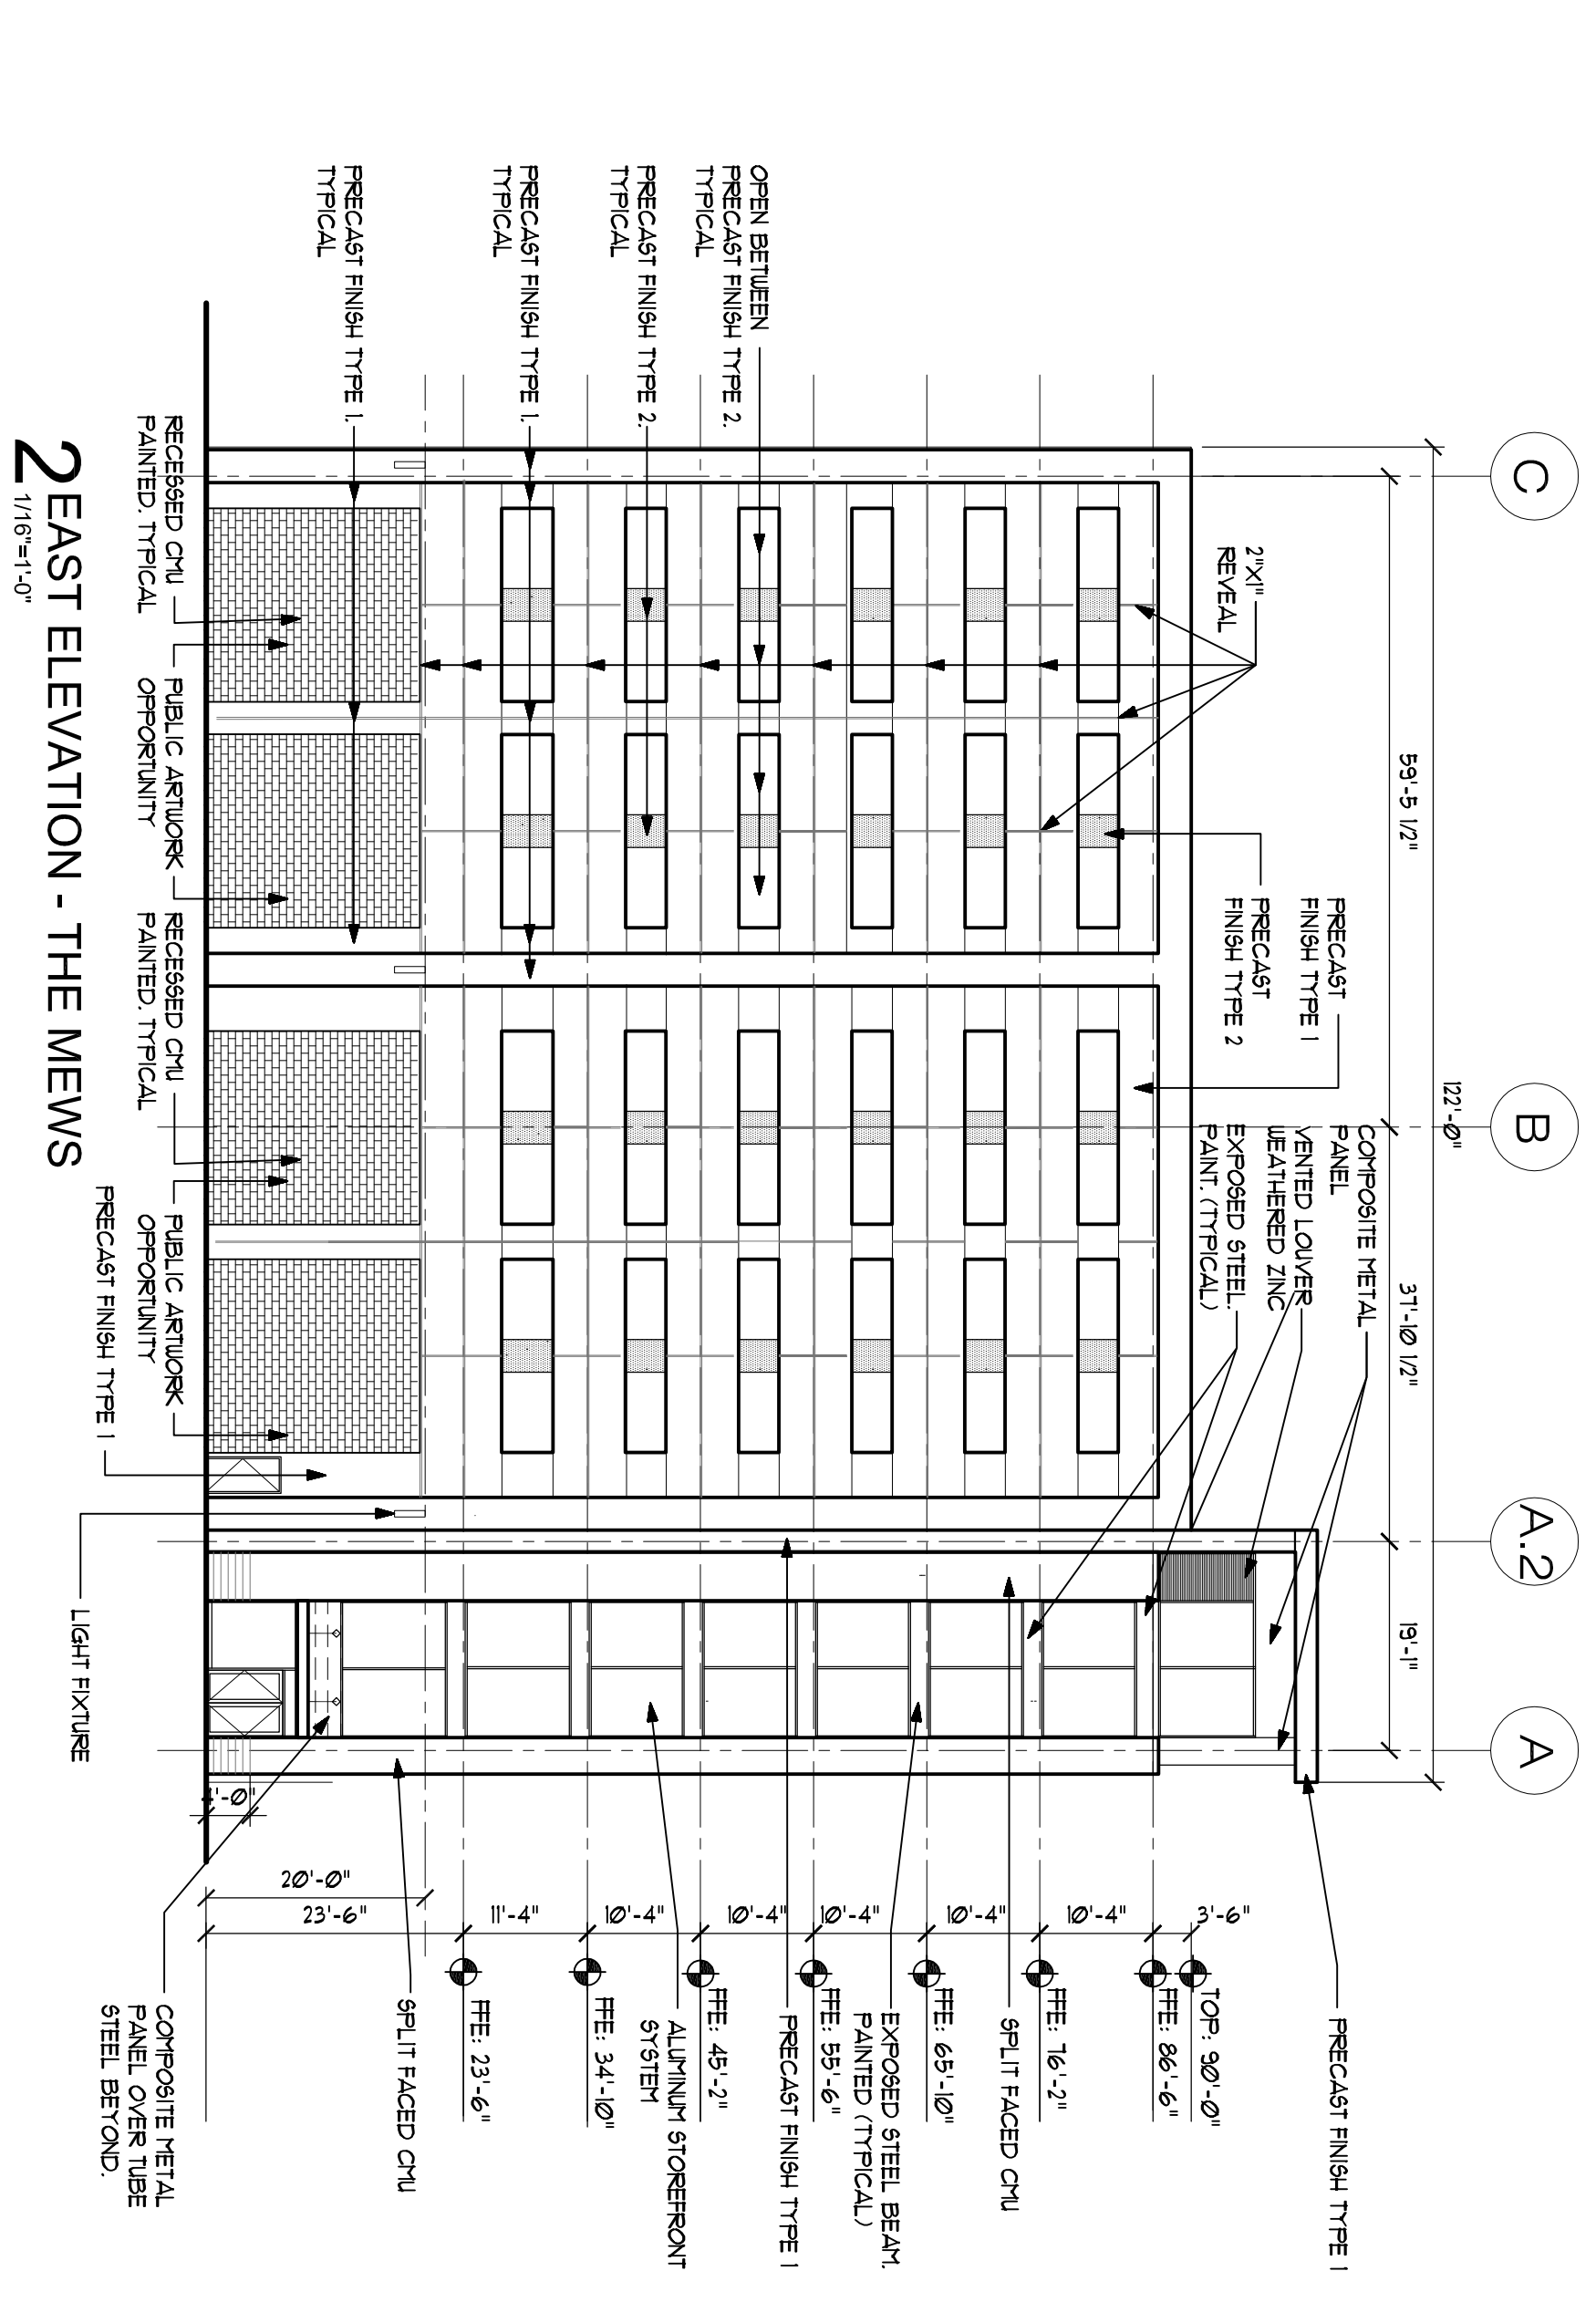 C
B
A.2
A
122'-0"
59'-5 1/2"
37'-10 1/2"
19'-1"
2"X1"
REVEAL
PRECAST
FINISH TYPE 1
PRECAST
FINISH TYPE 2
COMPOSITE METAL
PANEL
VENTED LOUVER
WEATHERED ZINC
EXPOSED STEEL.
PAINT. (TYPICAL)
OPEN BETWEEN
PRECAST FINISH TYPE 2.
TYPICAL
PRECAST FINISH TYPE 2.
TYPICAL
PRECAST FINISH TYPE 1.
TYPICAL
PRECAST FINISH TYPE 1.
TYPICAL
PRECAST FINISH TYPE 1
3'-6"
TOP: 90'-0"
FFE: 86'-6"
10'-4"
FFE: 76'-2"
SPLIT FACED CMU
10'-4"
FFE: 65'-10"
EXPOSED STEEL BEAM.
PAINTED (TYPICAL)
10'-4"
FFE: 55'-6"
PRECAST FINISH TYPE 1
10'-4"
FFE: 45'-2"
ALUMINUM STOREFRONT
SYSTEM
10'-4"
FFE: 34'-10"
11'-4"
FFE: 23'-6"
23'-6"
20'-0"
SPLIT FACED CMU
4'-0"
COMPOSITE METAL
PANEL OVER TUBE
STEEL BEYOND.
RECESSED CMU
PAINTED. TYPICAL
PUBLIC ARTWORK
OPPORTUNITY
RECESSED CMU
PAINTED. TYPICAL
PUBLIC ARTWORK
OPPORTUNITY
PRECAST FINISH TYPE 1
LIGHT FIXTURE
2 EAST ELEVATION - THE MEWS
1/16"=1'-0"